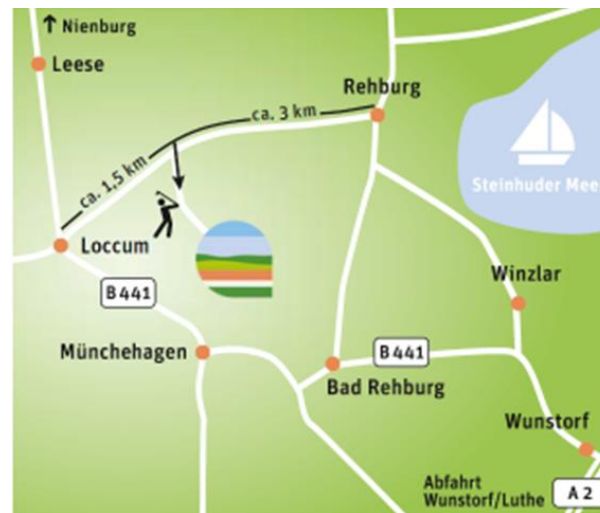 Nienburg
Leese
Rehburg
ca. 3 km
ca. 1,5 km
Steinhuder Mee
Loccum
Winzlar
B 441
Münchehagen
B 441
Bad Rehburg
Wunstorf
Abfahrt
Wunstorf/Luthe
A 2